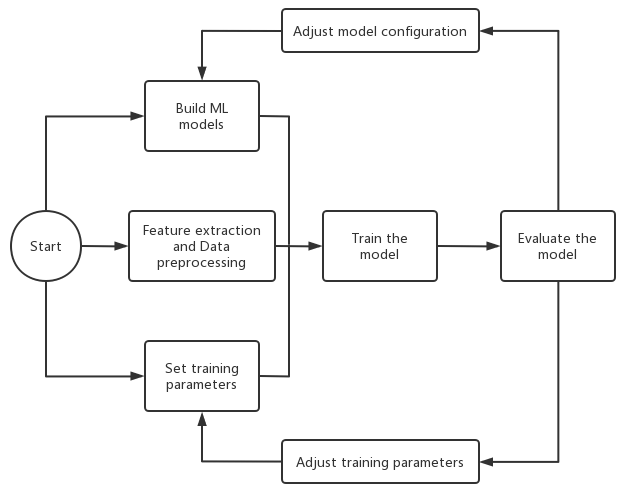 Adjust model configuration
Build ML
models
Start
Feature extraction
and Data
preprocessing
Train the
model
Evaluate the
model
Set training
parameters
Adjust training parameters